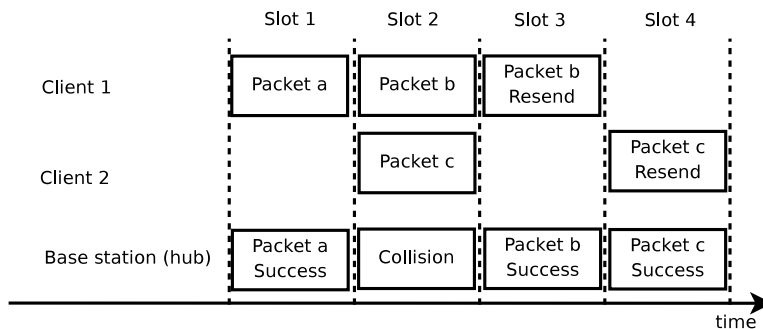 Slot 1 Slot 2 Slot 3 Slot 4
Client 1
Packet a
Packet b
Packet b
Resend
Client 2
Packet c
Packet c
Resend
Base station (hub)
Packet a
Success
Collision
Packet b
Success
Packet c
Success
time